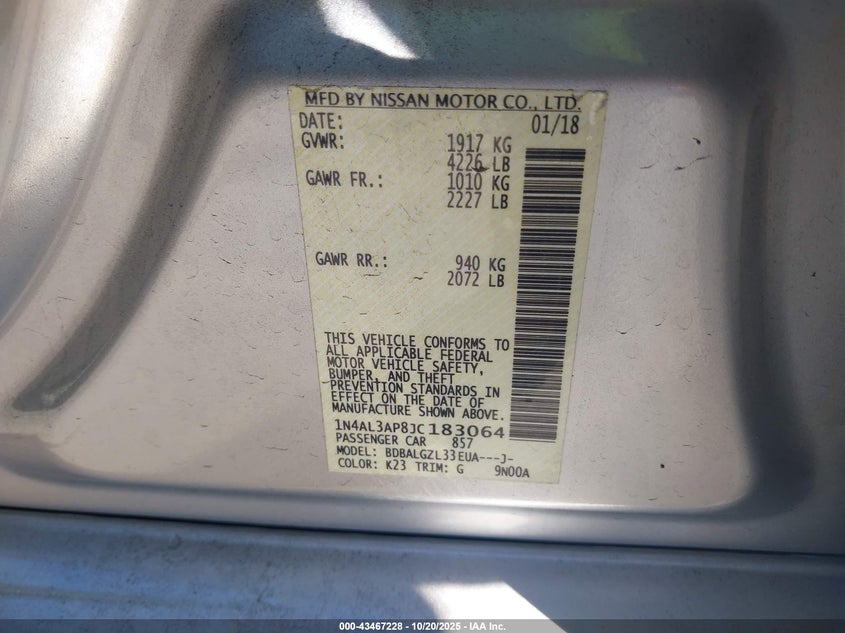 MFD BY NISSAN MOTOR CO., LTD.
DATE: 01/18
GVWR: 1917 KG
4226 LB
GAWR FR.: 1010 KG
2227 LB
GAWR RR.: 940 KG
2072 LB
THIS VEHICLE CONFORMS TO
ALL APPLICABLE FEDERAL
MOTOR VEHICLE SAFETY,
BUMPER, AND THEFT
PREVENTION STANDARDS IN
EFFECT ON THE DATE OF
MANUFACTURE SHOWN ABOVE.
1N4AL3AP8JC183064
PASSENGER CAR 857
MODEL: BDBALGZL33EUA---J-
COLOR: K23 TRIM: G 9N00A
000-43467228 - 10/20/2025 - IAA Inc.